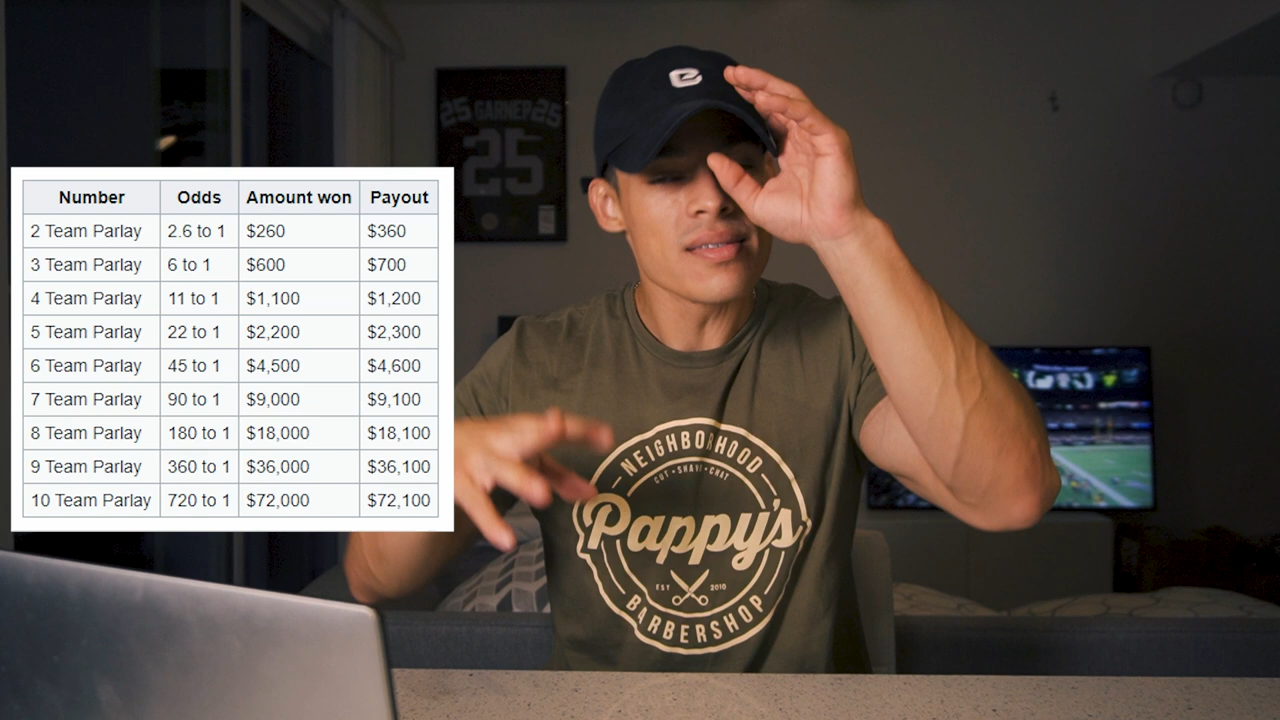 Number Odds Amount won Payout
2 Team Parlay 2.6 to 1 $260 $360
3 Team Parlay 6 to 1 $600 $700
4 Team Parlay 11 to 1 $1,100 $1,200
5 Team Parlay 22 to 1 $2,200 $2,300
6 Team Parlay 45 to 1 $4,500 $4,600
7 Team Parlay 90 to 1 $9,000 $9,100
8 Team Parlay 180 to 1 $18,000 $18,100
9 Team Parlay 360 to 1 $36,000 $36,100
10 Team Parlay 720 to 1 $72,000 $72,100
25 GARNER 25
25
e
NEIGHBORHOOD
CUT • SHAVE • CHAT
Pappy's
EST 2010
BARBERSHOP